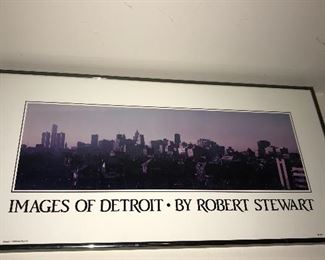 IMAGES OF DETROIT • BY ROBERT STEWART